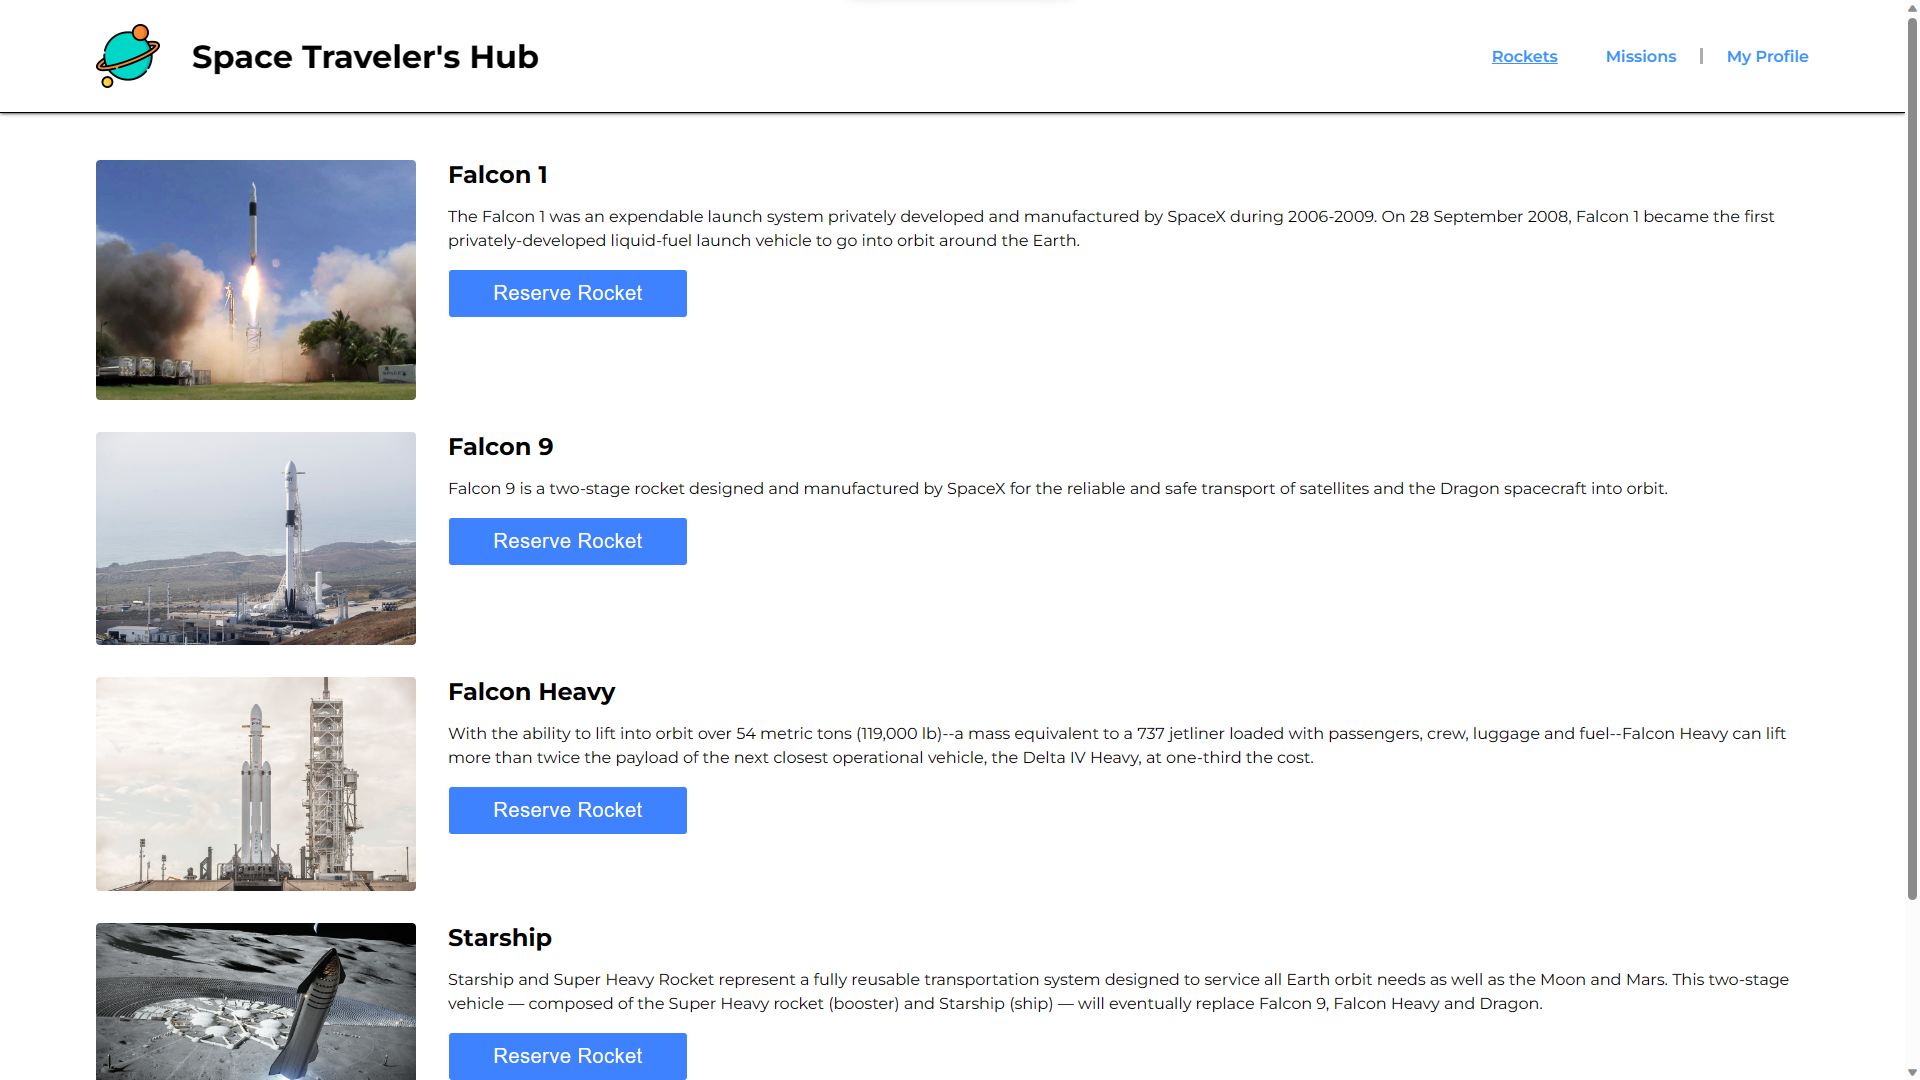 Space Traveler's Hub
Rockets
Missions
My Profile
Falcon 1
The Falcon 1 was an expendable launch system privately developed and manufactured by SpaceX during 2006-2009. On 28 September 2008, Falcon 1 became the first
privately-developed liquid-fuel launch vehicle to go into orbit around the Earth.
Reserve Rocket
Falcon 9
Falcon 9 is a two-stage rocket designed and manufactured by SpaceX for the reliable and safe transport of satellites and the Dragon spacecraft into orbit.
Reserve Rocket
Falcon Heavy
With the ability to lift into orbit over 54 metric tons (119,000 lb)--a mass equivalent to a 737 jetliner loaded with passengers, crew, luggage and fuel--Falcon Heavy can lift
more than twice the payload of the next closest operational vehicle, the Delta IV Heavy, at one-third the cost.
Reserve Rocket
Starship
Starship and Super Heavy Rocket represent a fully reusable transportation system designed to service all Earth orbit needs as well as the Moon and Mars. This two-stage
vehicle — composed of the Super Heavy rocket (booster) and Starship (ship) — will eventually replace Falcon 9, Falcon Heavy and Dragon.
Reserve Rocket